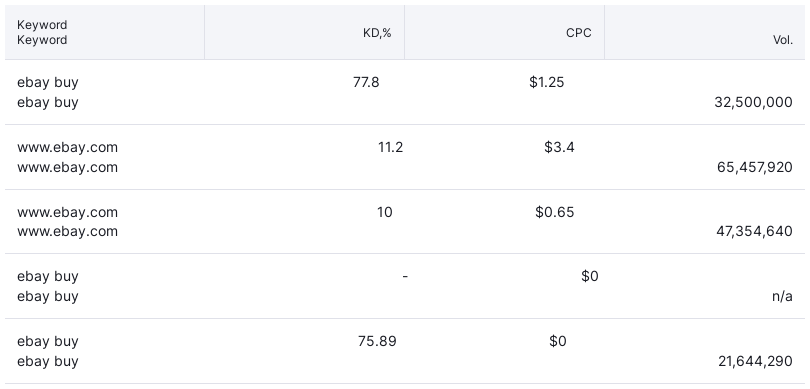 Keyword
Keyword KD,% CPC Vol.
ebay buy 77.8 $1.25
ebay buy 32,500,000
www.ebay.com 11.2 $3.4
www.ebay.com 65,457,920
www.ebay.com 10 $0.65
www.ebay.com 47,354,640
ebay buy - $0
ebay buy n/a
ebay buy 75.89 $0
ebay buy 21,644,290